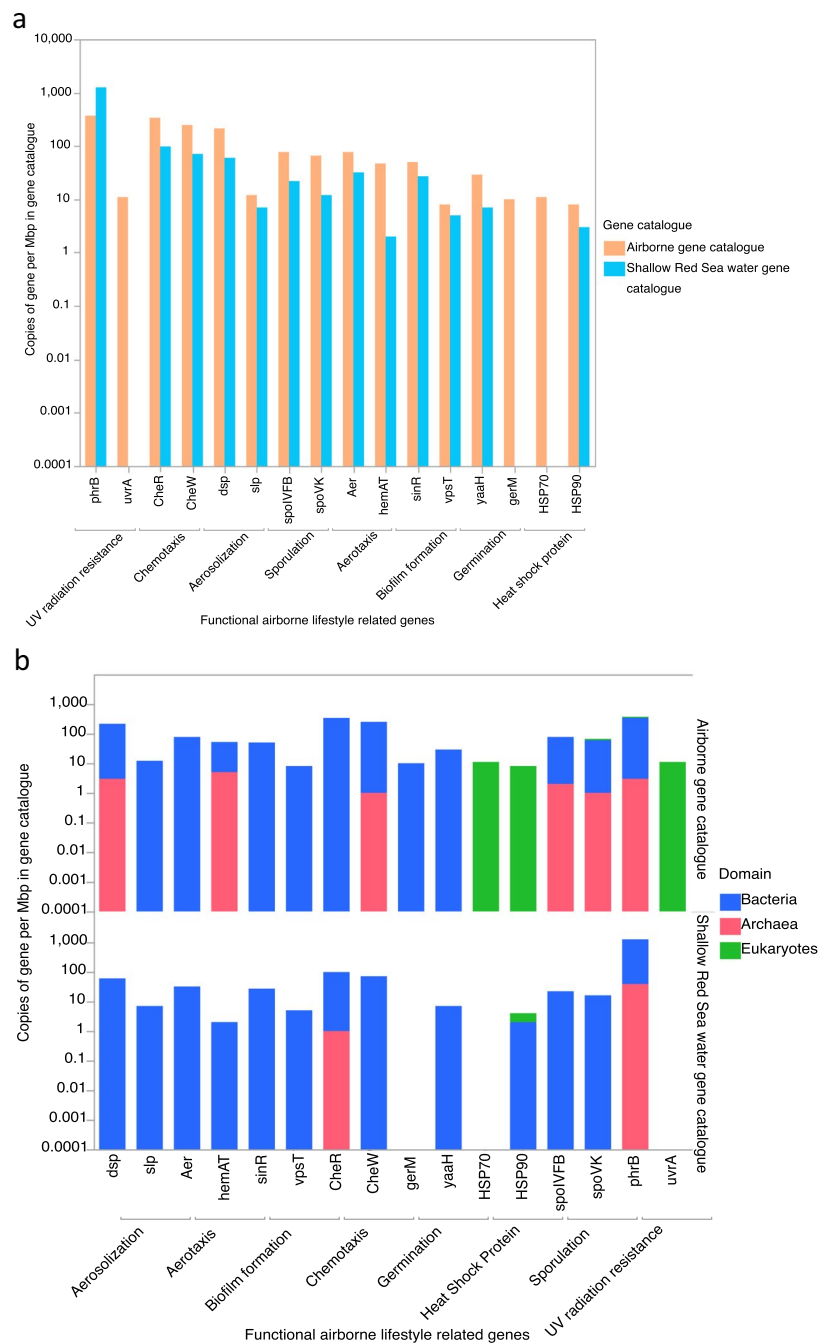 a
10,000
1,000
100
10
1
0.1
0.01
0.001
0.0001
Copies of gene per Mbp in gene catalogue
phrB
uvrA
CheR
CheW
dsp
slp
spoIVFB
spoVK
Aer
hemAT
sinR
vpsT
yaaH
gerM
HSP70
HSP90
UV radiation resistance
Chemotaxis
Aerosolization
Sporulation
Aerotaxis
Biofilm formation
Germination
Heat shock protein
Functional airborne lifestyle related genes
Gene catalogue
Airborne gene catalogue
Shallow Red Sea water gene
catalogue
b
1,000
100
10
1
0.1
0.01
0.001
0.0001
1,000
100
10
1
0.1
0.01
0.001
0.0001
Copies of gene per Mbp in gene catalogue
Airborne gene catalogue
Shallow Red Sea water gene catalogue
Domain
Bacteria
Archaea
Eukaryotes
dsp
slp
Aer
hemAT
sinR
vpsT
CheR
CheW
gerM
yaaH
HSP70
HSP90
spoIVFB
spoVK
phrB
uvrA
Aerosolization
Aerotaxis
Biofilm formation
Chemotaxis
Germination
Heat Shock Protein
Sporulation
UV radiation resistance
Functional airborne lifestyle related genes